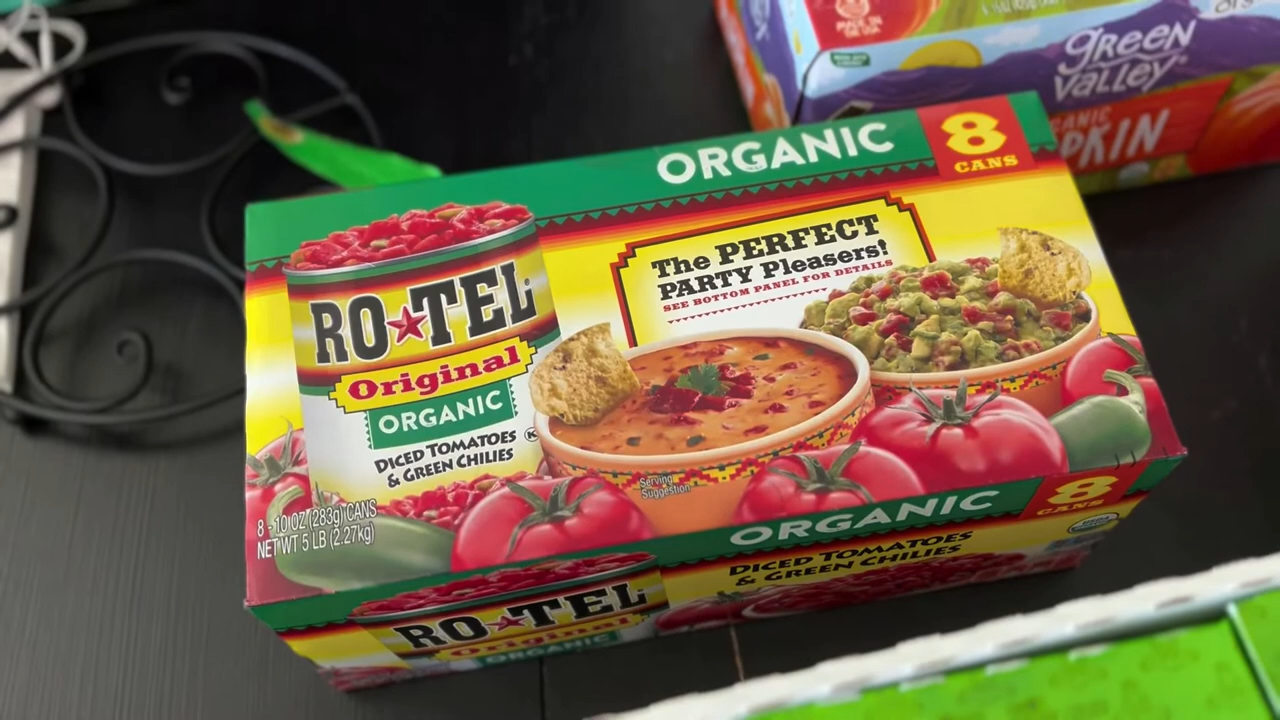 green
valley
ORGANIC
8
CANS
The PERFECT
PARTY Pleasers!
SEE BOTTOM PANEL FOR DETAILS
RO★TEL
Original
ORGANIC
DICED TOMATOES
& GREEN CHILIES
K
Serving
Suggestion
8 - 10 OZ (283g) CANS
NET WT 5 LB (2.27kg)
ORGANIC
8
CANS
DICED TOMATOES
& GREEN CHILIES
RO★TEL
Original
ORGANIC